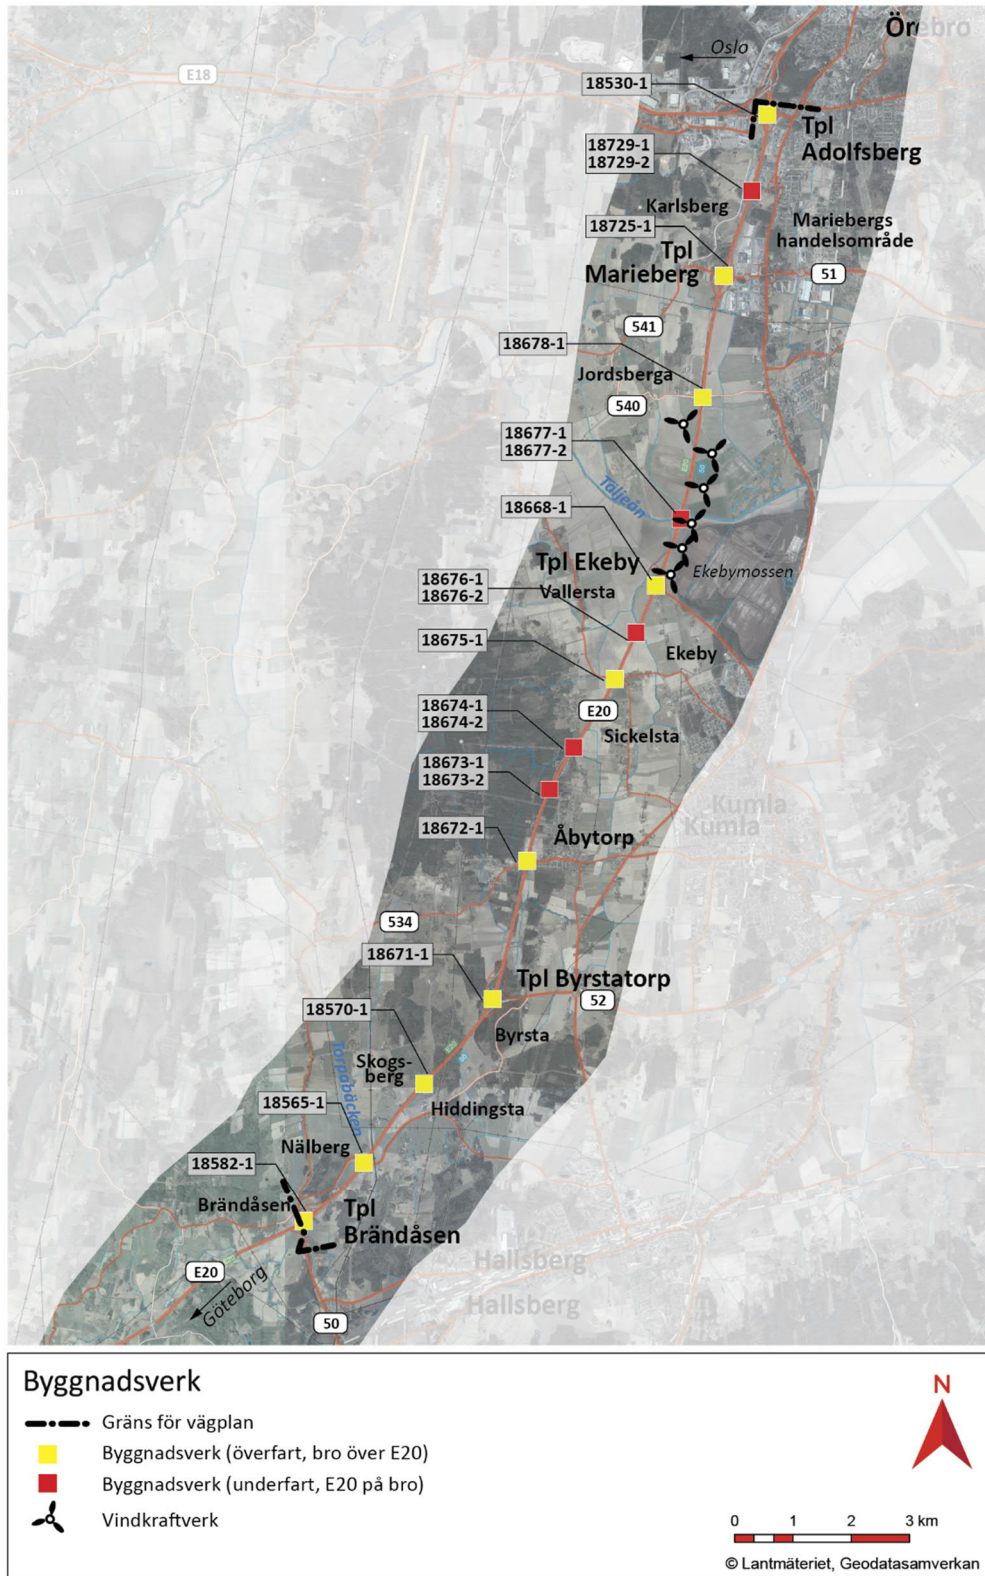 Örebro
Oslo
E18
18530-1
Tpl
Adolfsberg
18729-1
18729-2
Karlsberg
Mariebergs
handelsområde
18725-1
Tpl
Marieberg
51
541
18678-1
Jordsberga
540
18677-1
18677-2
E20
50
Täljeån
18668-1
Tpl Ekeby
Ekebymossen
18676-1
18676-2
Vallersta
18675-1
Ekeby
E20
18674-1
18674-2
Sickelsta
18673-1
18673-2
Kumla
Kumla
18672-1
Åbytorp
534
18671-1
Tpl Byrstatorp
52
18570-1
Byrsta
E20
50
Torpabäcken
Skogs-
berg
18565-1
Hiddingsta
Nälberg
18582-1
Brändåsen
Tpl
Brändåsen
Hallsberg
E20
Göteborg
Hallsberg
50
Byggnadsverk
Gräns för vägplan
Byggnadsverk (överfart, bro över E20)
Byggnadsverk (underfart, E20 på bro)
Vindkraftverk
N
0 1 2 3 km
© Lantmäteriet, Geodatasamverkan